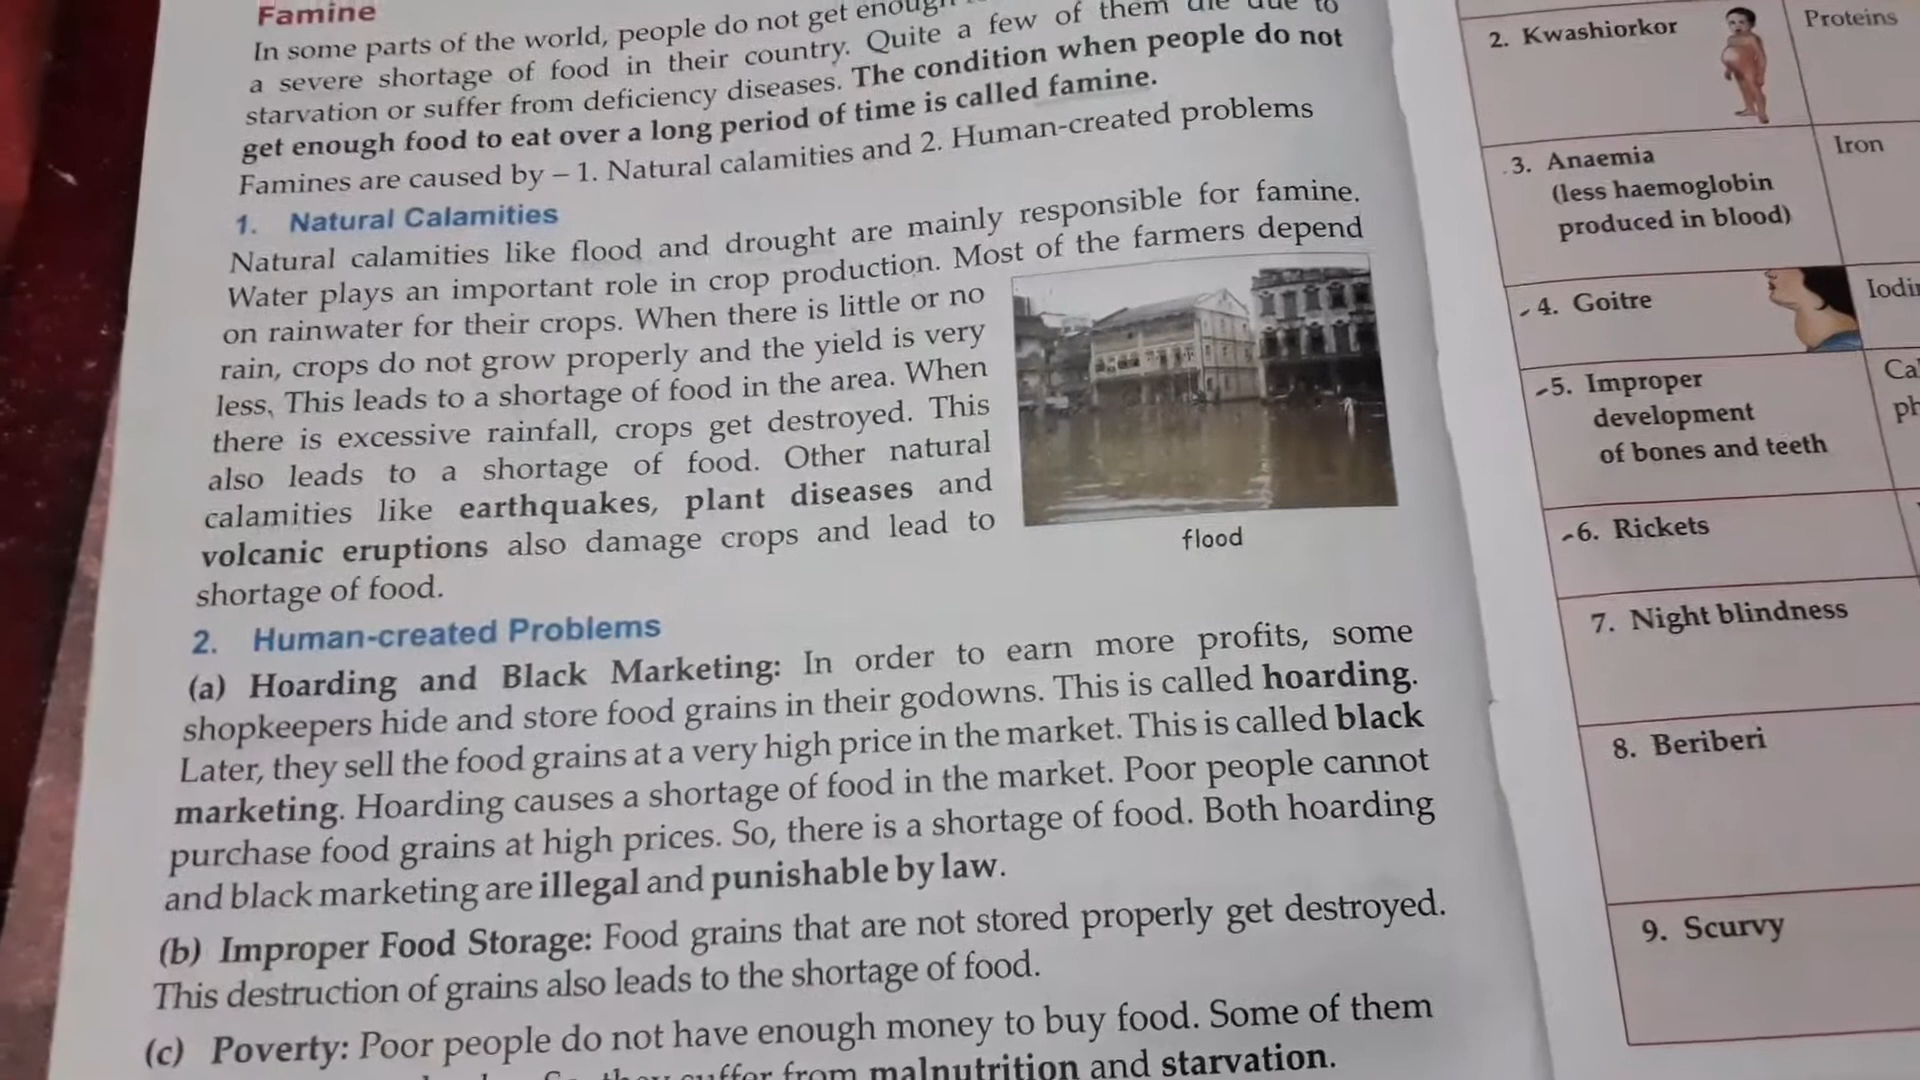 Famine
In some parts of the world, people do not get enough
a severe shortage of food in their country. Quite a few of them die due to
starvation or suffer from deficiency diseases. The condition when people do not
get enough food to eat over a long period of time is called famine.
Famines are caused by – 1. Natural calamities and 2. Human-created problems
1. Natural Calamities
Natural calamities like flood and drought are mainly responsible for famine.
Water plays an important role in crop production. Most of the farmers depend
on rainwater for their crops. When there is little or no
rain, crops do not grow properly and the yield is very
less. This leads to a shortage of food in the area. When
there is excessive rainfall, crops get destroyed. This
also leads to a shortage of food. Other natural
calamities like earthquakes, plant diseases and
volcanic eruptions also damage crops and lead to
shortage of food.
flood
2. Human-created Problems
(a) Hoarding and Black Marketing: In order to earn more profits, some
shopkeepers hide and store food grains in their godowns. This is called hoarding.
Later, they sell the food grains at a very high price in the market. This is called black
marketing. Hoarding causes a shortage of food in the market. Poor people cannot
purchase food grains at high prices. So, there is a shortage of food. Both hoarding
and black marketing are illegal and punishable by law.
(b) Improper Food Storage: Food grains that are not stored properly get destroyed.
This destruction of grains also leads to the shortage of food.
(c) Poverty: Poor people do not have enough money to buy food. Some of them
suffer from malnutrition and starvation.
2. Kwashiorkor
Proteins
3. Anaemia
(less haemoglobin
produced in blood)
Iron
4. Goitre
5. Improper
development
of bones and teeth
6. Rickets
7. Night blindness
8. Beriberi
9. Scurvy